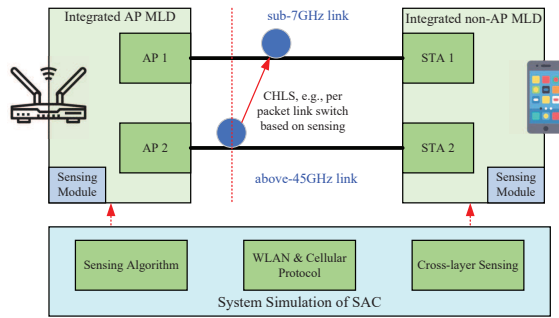 Integrated AP MLD
sub-7GHz link
Integrated non-AP MLD
AP 1
STA 1
CHLS, e.g., per
packet link switch
based on sensing
AP 2
STA 2
Sensing
Module
above-45GHz link
Sensing
Module
Sensing Algorithm
WLAN & Cellular
Protocol
Cross-layer Sensing
System Simulation of SAC